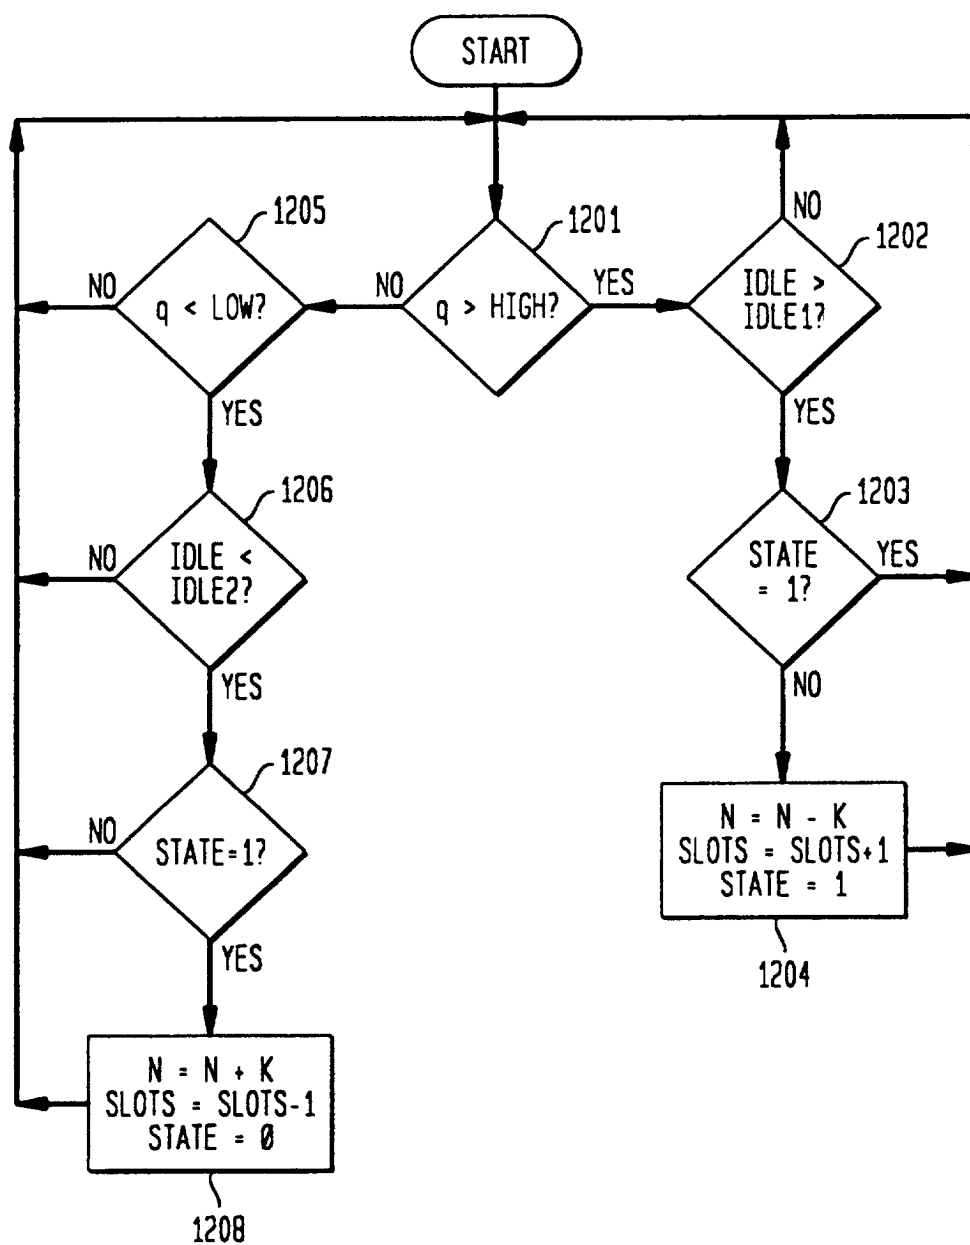 START
1205
1201
1202
NO
q < LOW?
NO
q > HIGH?
YES
IDLE >
IDLE1?
NO
YES
YES
1206
1203
NO
IDLE <
IDLE2?
STATE
= 1?
YES
YES
NO
1207
NO
STATE=1?
N = N - K
SLOTS = SLOTS+1
STATE = 1
YES
1204
N = N + K
SLOTS = SLOTS-1
STATE = 0
1208